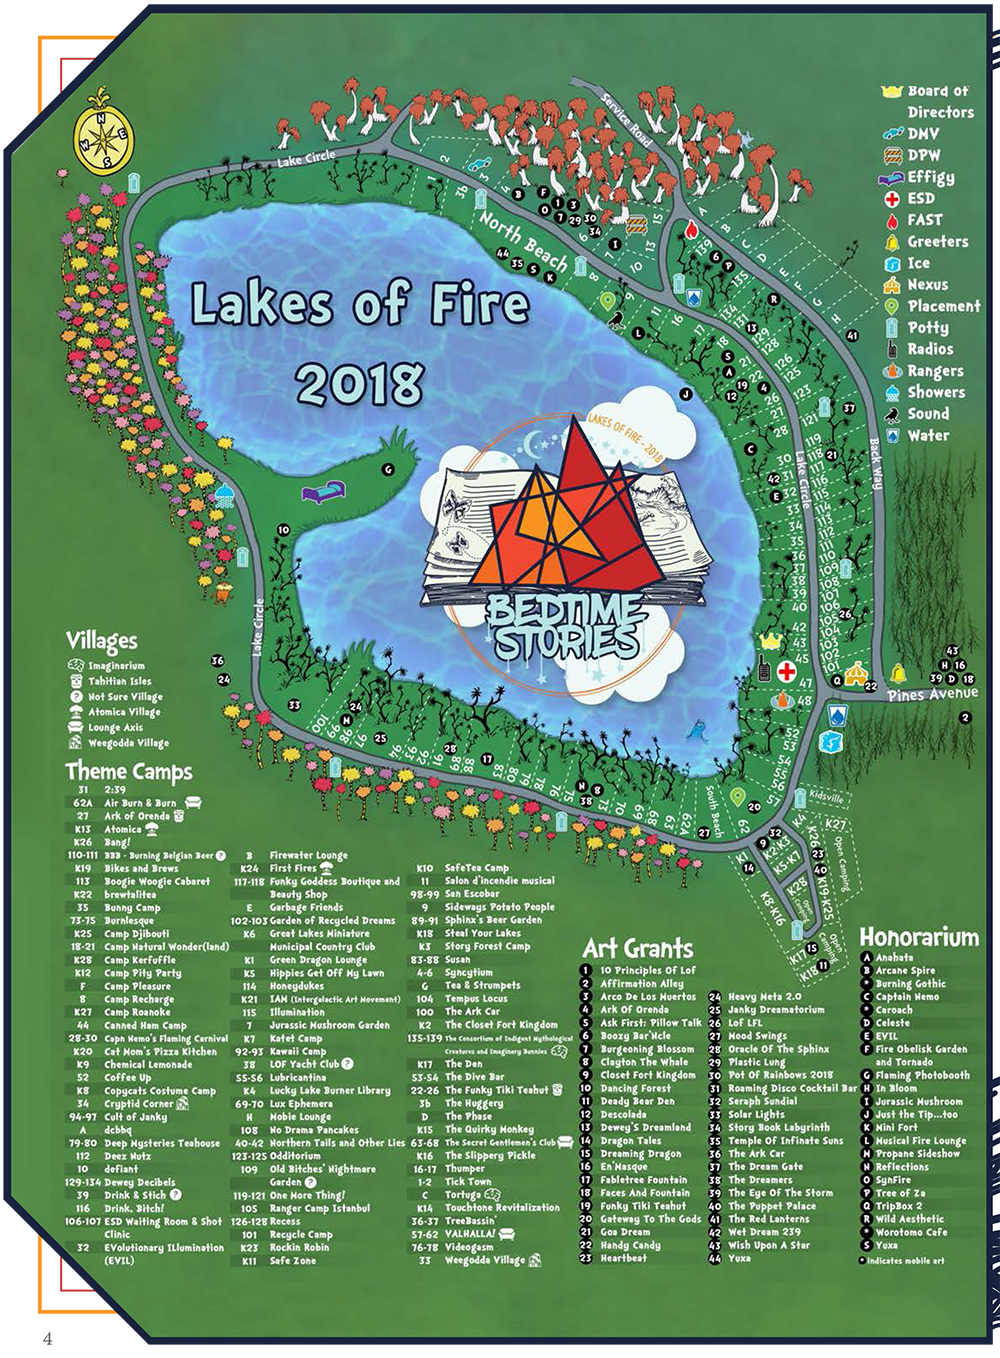 N
E
W
S
Lake Circle
Service Road
North Beach
Lakes of Fire
2018
LAKES OF FIRE - 2018
BEDTIME
STORIES
Lake Circle
Back Way
Lake Circle
Pines Avenue
South Beach
Kidsville
Open Camping
Open Camping
Board of
Directors
DMV
DPW
Effigy
ESD
FAST
Greeters
Ice
Nexus
Placement
Potty
Radios
Rangers
Showers
Sound
Water
Villages
Imaginarium
Tahitian Isles
Not Sure Village
Atomica Village
Lounge Axis
Weegodda Village
Theme Camps
31 2:39
62A Air Burn & Burn
27 Ark of Orenda
K13 Atomica
K26 Bang!
110-111 BBB - Burning Belgian Beer
K19 Bikes and Brews
113 Boogie Woogie Cabaret
K22 brewtalitea
35 Bunny Camp
73-75 Burnlesque
K25 Camp Djibouti
18-21 Camp Natural Wonder(land)
K28 Camp Kerfuffle
K12 Camp Pity Party
F Camp Pleasure
8 Camp Recharge
K27 Camp Roanoke
44 Canned Ham Camp
28-30 Capn Nemo's Flaming Carnival
K20 Cat Mom's Pizza Kitchen
K9 Chemical Lemonade
52 Coffee Up
K8 Copycats Costume Camp
34 Cryptid Corner
94-97 Cult of Janky
A dcbbq
79-80 Deep Mysteries Teahouse
112 Deez Nutz
10 defiant
129-134 Dewey Decibels
39 Drink & Stich
116 Drink, Bitch!
106-107 ESD Waiting Room & Shot
Clinic
32 EVolutionary ILlumination
(EVIL)
B Firewater Lounge
K24 First Fires
117-118 Funky Goddess Boutique and
Beauty Shop
E Garbage Friends
102-103 Garden of Recycled Dreams
K6 Great Lakes Miniature
Municipal Country Club
K1 Green Dragon Lounge
K5 Hippies Get Off My Lawn
114 Honeydukes
K21 IAM (Intergalactic Art Movement)
115 Illumination
7 Jurassic Mushroom Garden
K7 Katet Camp
92-93 Kawaii Camp
38 LOF Yacht Club
55-56 Lubricantina
K4 Lucky Lake Burner Library
69-70 Lux Ephemera
H Mobie Lounge
108 No Drama Pancakes
40-42 Northern Tails and Other Lies
123-125 Odditorium
109 Old Bitches' Nightmare
Garden
119-121 One More Thing!
105 Ranger Camp Istanbul
126-128 Recess
101 Recycle Camp
K23 Rockin Robin
K11 Safe Zone
K10 SafeTea Camp
11 Salon d'incendie musical
98-99 San Escobar
9 Sideways Potato People
89-91 Sphinx's Beer Garden
K18 Steal Your Lakes
K3 Story Forest Camp
83-88 Susan
4-6 Syncytium
G Tea & Strumpets
104 Tempus Locus
100 The Ark Car
K2 The Closet Fort Kingdom
135-139 The Consortium of Indigent Mythological
Creatures and Imaginary Bunnies
K17 The Den
53-54 The Dive Bar
22-26 The Funky Tiki Teahut
3b The Huggery
D The Phase
K15 The Quirky Monkey
63-68 The Secret Gentlemen's Club
K16 The Slippery Pickle
16-17 Thumper
1-2 Tick Town
C Tortuga
K14 Touchtone Revitalization
36-37 TreeBassin'
57-62 VALHALLA!
76-78 Videogasm
33 Weegodda Village
Art Grants
1 10 Principles Of Lof
2 Affirmation Alley
3 Arco De Los Muertos
4 Ark Of Orenda
5 Ask First: Pillow Talk
6 Boozy Bar'Ncle
7 Burgeoning Blossom
8 Clayton The Whale
9 Closet Fort Kingdom
10 Dancing Forest
11 Deady Bear Den
12 Descolada
13 Dewey's Dreamland
14 Dragon Tales
15 Dreaming Dragon
16 En'Masque
17 Fabletree Fountain
18 Faces And Fountain
19 Funky Tiki Teahut
20 Gateway To The Gods
21 Goa Dream
22 Handy Candy
23 Heartbeat
24 Heavy Meta 2.0
25 Janky Dreamatorium
26 Lof LFL
27 Mood Swings
28 Oracle Of The Sphinx
29 Plastic Lung
30 Pot Of Rainbows 2018
31 Roaming Disco Cocktail Bar
32 Seraph Sundial
33 Solar Lights
34 Story Book Labyrinth
35 Temple Of Infinate Suns
36 The Ark Car
37 The Dream Gate
38 The Dreamers
39 The Eye Of The Storm
40 The Puppet Palace
41 The Red Lanterns
42 Wet Dream 239
43 Wish Upon A Star
44 Yuxa
Honorarium
A Anahata
B Arcane Spire
* Burning Gothic
C Captain Nemo
* Caroach
D Celeste
E EVIL
F Fire Obelisk Garden
and Tornado
G Flaming Photobooth
H In Bloom
I Jurassic Mushroom
J Just the Tip...too
K Mini Fort
L Musical Fire Lounge
M Propane Sideshow
N Reflections
O SynFire
P Tree of Za
Q TripBox 2
R Wild Aesthetic
* Worotomo Cafe
S Yuxa
* indicates mobile art
4